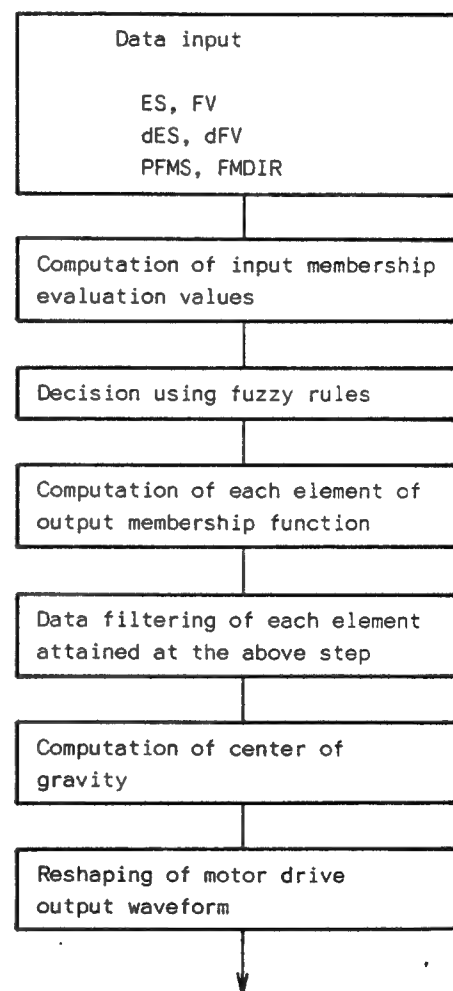 Data input
ES, FV
dES, dFV
PFMS, FMDIR
Computation of input membership
evaluation values
Decision using fuzzy rules
Computation of each element of
output membership function
Data filtering of each element
attained at the above step
Computation of center of
gravity
Reshaping of motor drive
output waveform